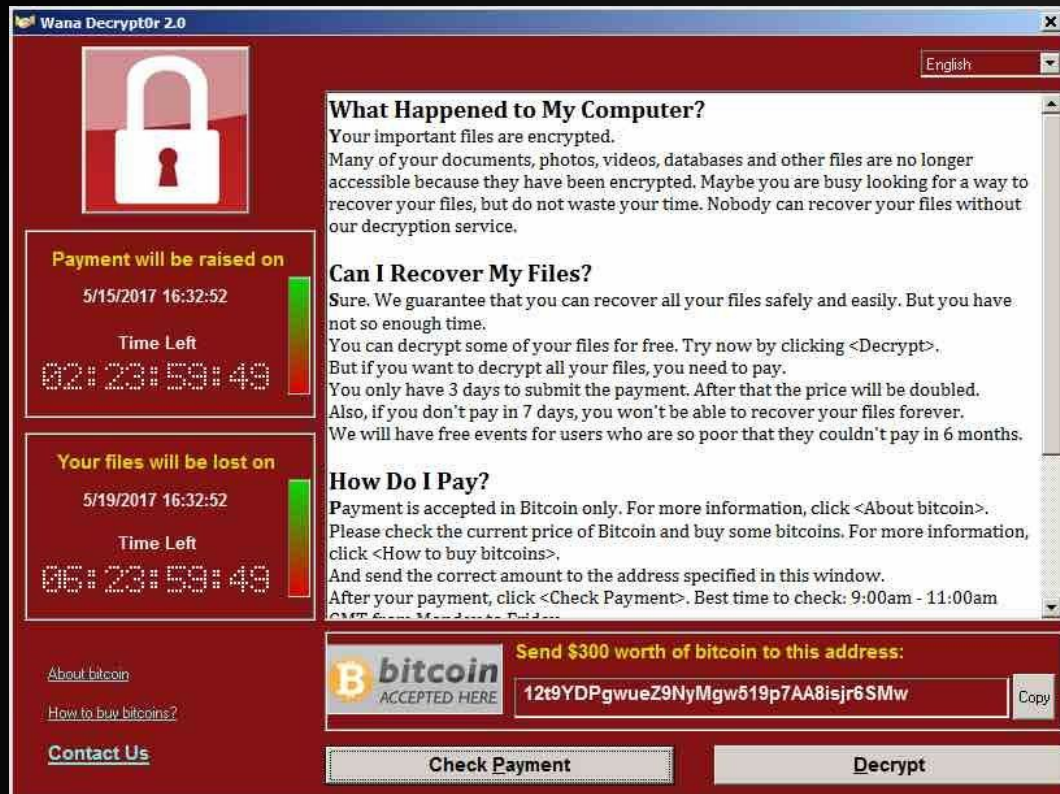 Wana Decrypt0r 2.0
English
What Happened to My Computer?
Your important files are encrypted.
Many of your documents, photos, videos, databases and other files are no longer
accessible because they have been encrypted. Maybe you are busy looking for a way to
recover your files, but do not waste your time. Nobody can recover your files without
our decryption service.
Can I Recover My Files?
Sure. We guarantee that you can recover all your files safely and easily. But you have
not so enough time.
You can decrypt some of your files for free. Try now by clicking <Decrypt>.
But if you want to decrypt all your files, you need to pay.
You only have 3 days to submit the payment. After that the price will be doubled.
Also, if you don't pay in 7 days, you won't be able to recover your files forever.
We will have free events for users who are so poor that they couldn't pay in 6 months.
How Do I Pay?
Payment is accepted in Bitcoin only. For more information, click <About bitcoin>.
Please check the current price of Bitcoin and buy some bitcoins. For more information,
click <How to buy bitcoins>.
And send the correct amount to the address specified in this window.
After your payment, click <Check Payment>. Best time to check: 9:00am - 11:00am
GMT from Monday to Friday
Payment will be raised on
5/15/2017 16:32:52
Time Left
02:23:59:49
Your files will be lost on
5/19/2017 16:32:52
Time Left
06:23:59:49
About bitcoin
How to buy bitcoins?
Contact Us
bitcoin
ACCEPTED HERE
Send $300 worth of bitcoin to this address:
12t9YDPgwueZ9NyMgw519p7AA8isjr6SMw
Copy
Check Payment
Decrypt